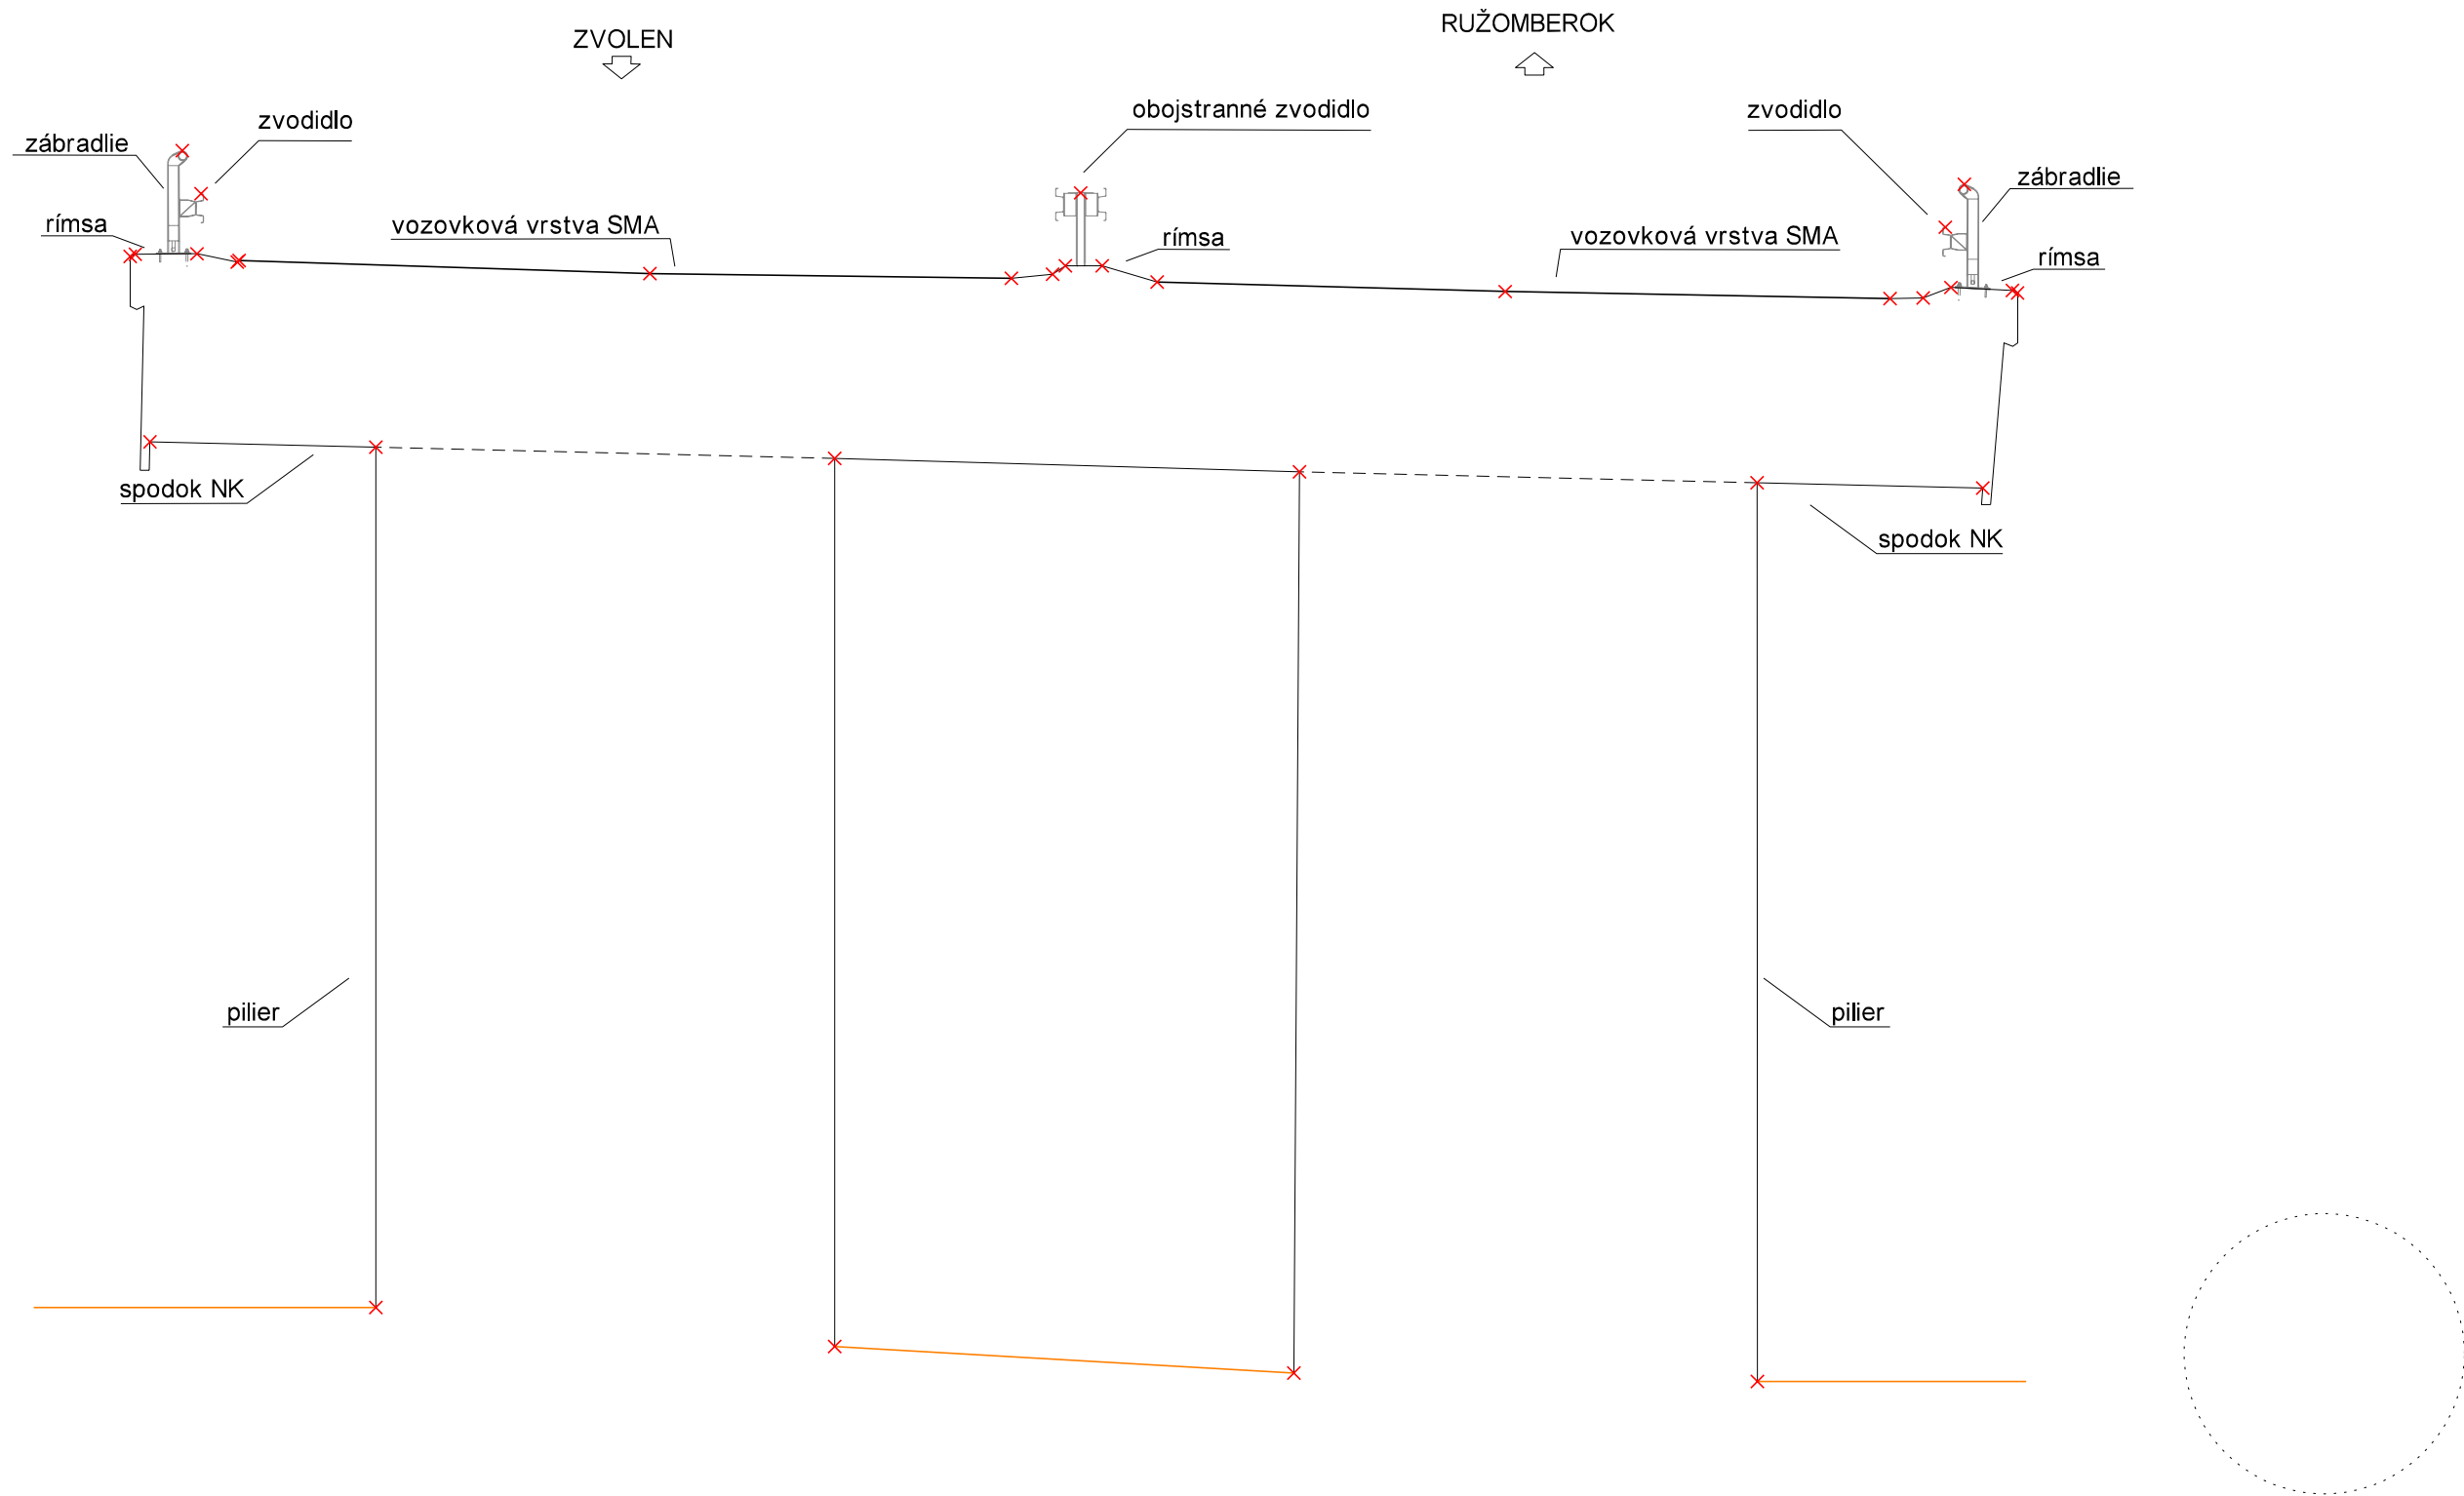 ZVOLEN
RUŽOMBEROK
zábradlie
zvodidlo
obojstranné zvodidlo
zvodidlo
zábradlie
rímsa
vozovková vrstva SMA
rímsa
vozovková vrstva SMA
rímsa
spodok NK
spodok NK
pilier
pilier